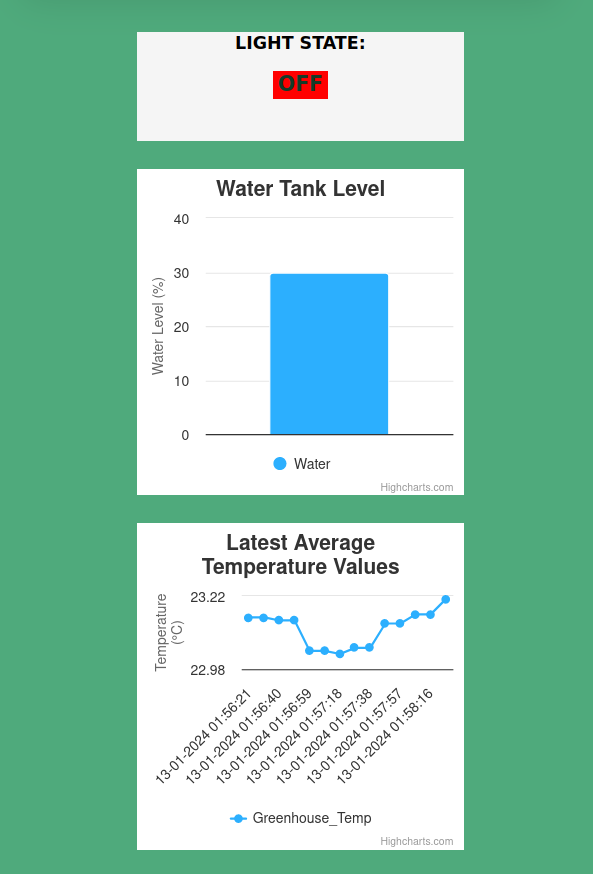 LIGHT STATE:
OFF
Water Tank Level
40
30
20
10
0
Water Level (%)
Water
Highcharts.com
Latest Average
Temperature Values
23.22
22.98
Temperature
(°C)
13-01-2024 01:56:21
13-01-2024 01:56:40
13-01-2024 01:56:59
13-01-2024 01:57:18
13-01-2024 01:57:38
13-01-2024 01:57:57
13-01-2024 01:58:16
Greenhouse_Temp
Highcharts.com